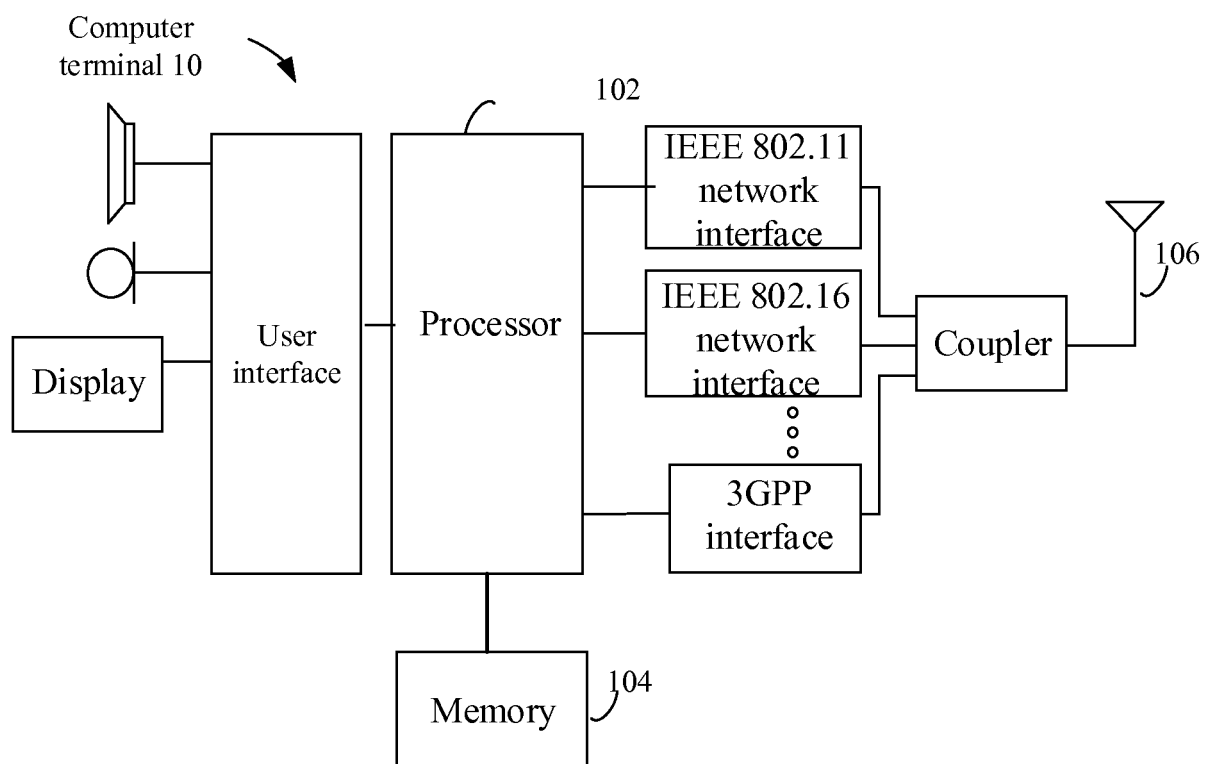 Computer
terminal 10
102
IEEE 802.11
network
interface
106
IEEE 802.16
network
interface
User
interface
Processor
Coupler
Display
3GPP
interface
104
Memory